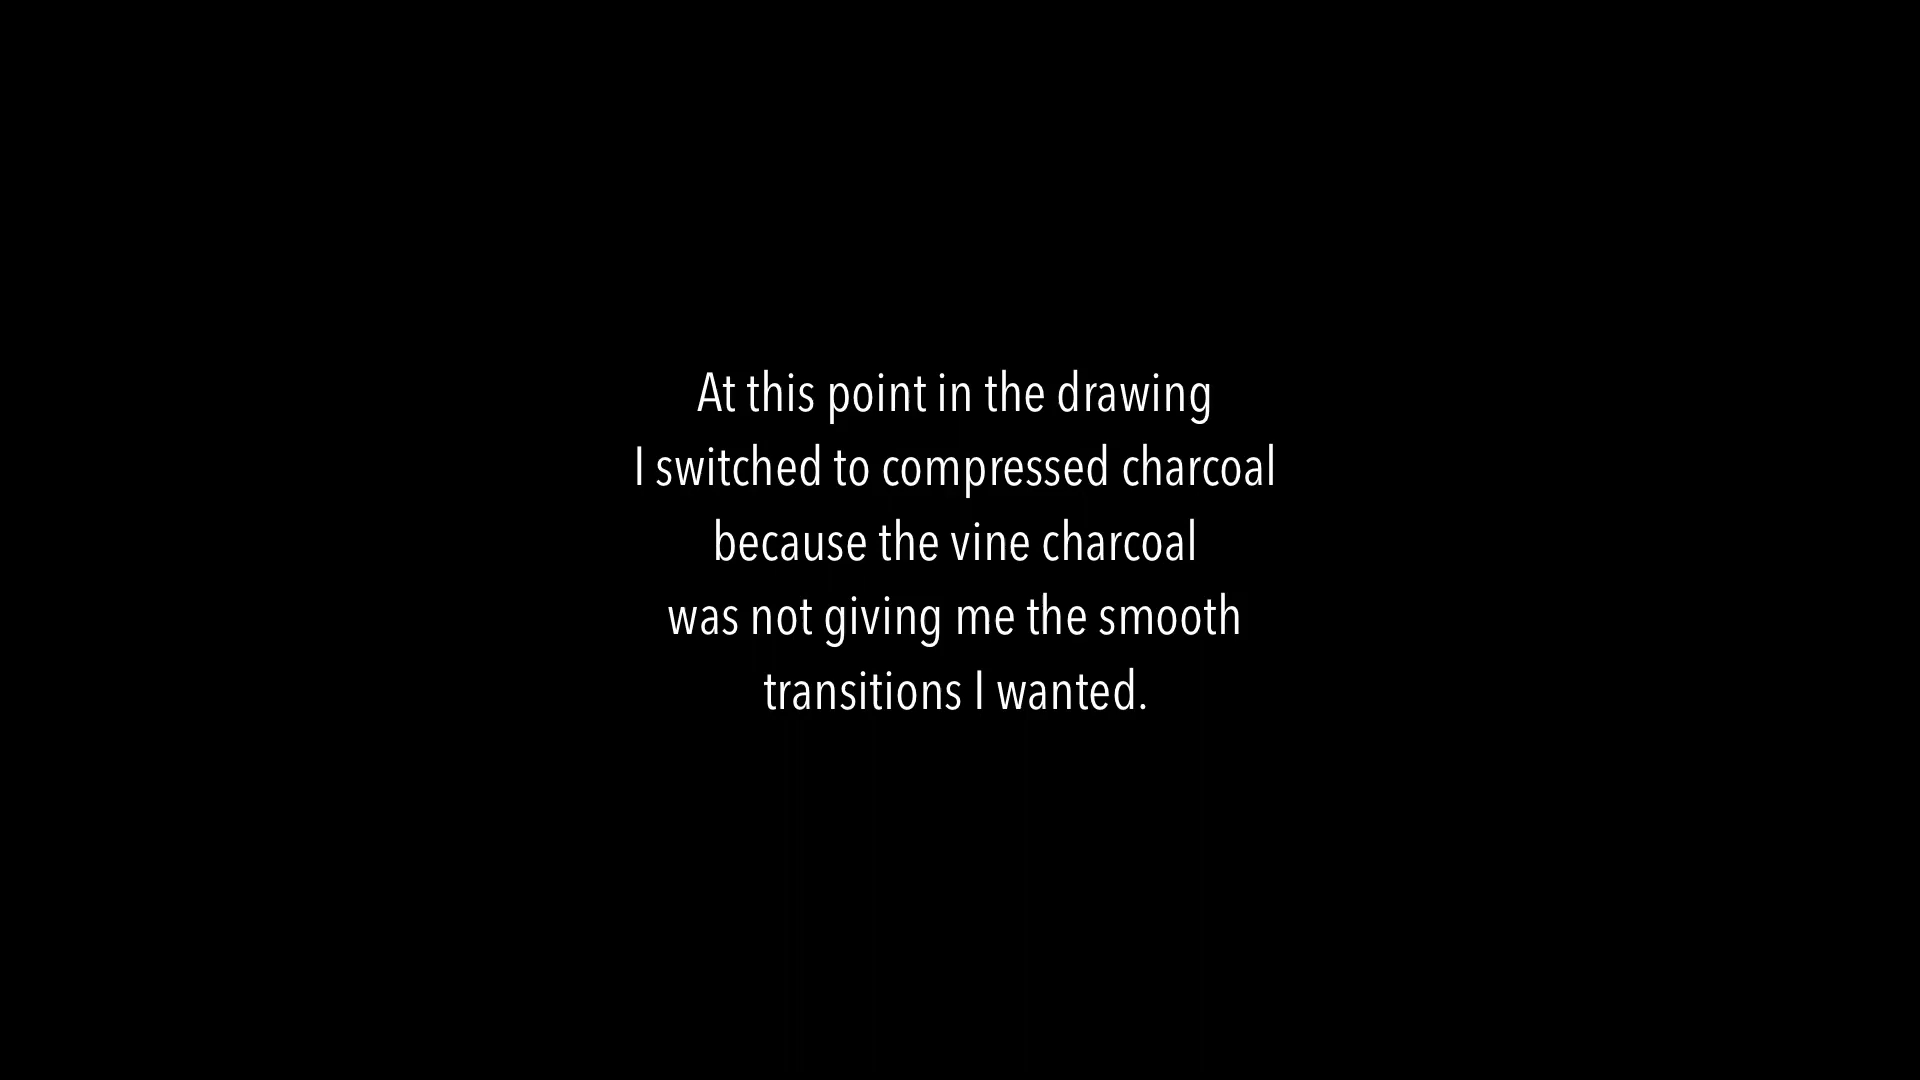 At this point in the drawing
I switched to compressed charcoal
because the vine charcoal
was not giving me the smooth
transitions I wanted.